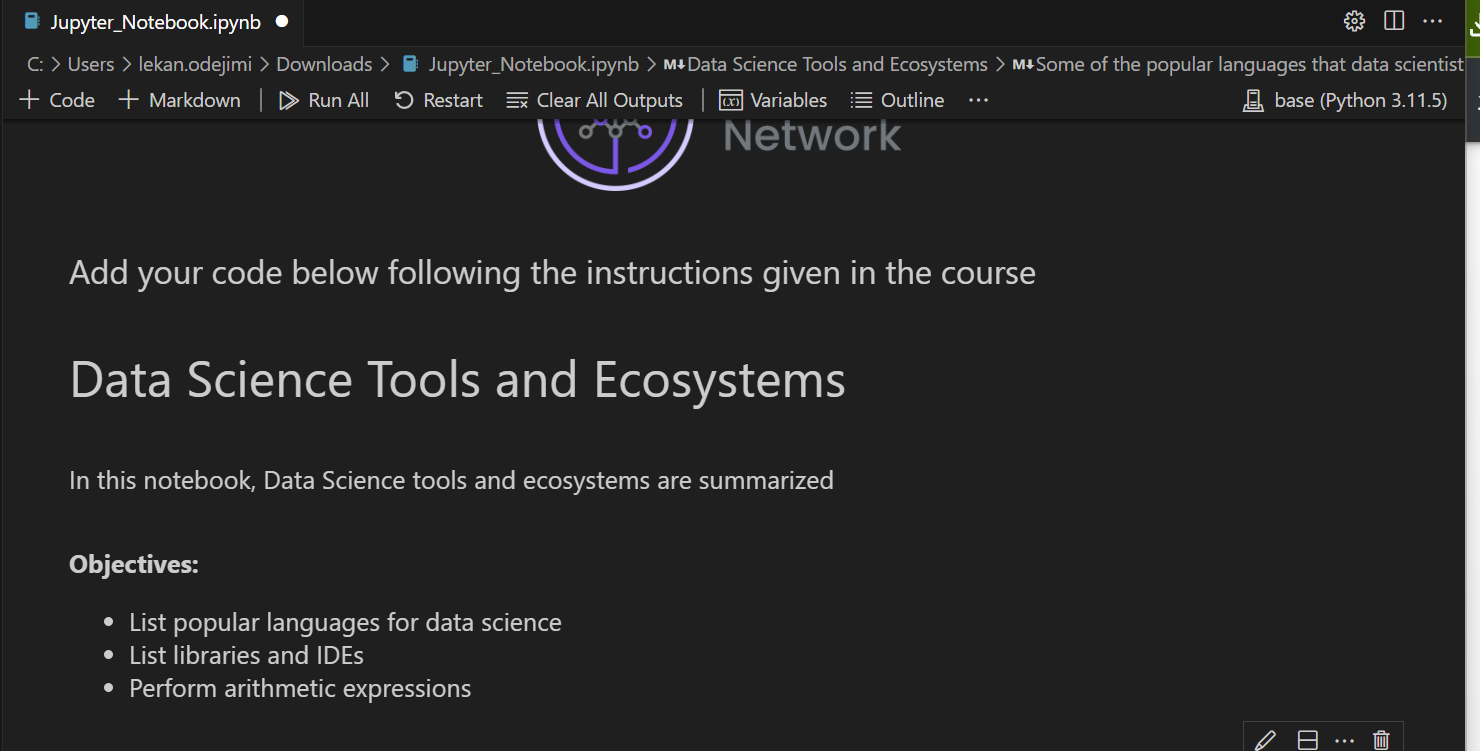 Jupyter_Notebook.ipynb
C: > Users > lekan.odejimi > Downloads > Jupyter_Notebook.ipynb > M↓Data Science Tools and Ecosystems > M↓Some of the popular languages that data scientist
+ Code + Markdown | Run All Restart Clear All Outputs | (x) Variables Outline ... base (Python 3.11.5)
Network
Add your code below following the instructions given in the course
Data Science Tools and Ecosystems
In this notebook, Data Science tools and ecosystems are summarized
Objectives:
• List popular languages for data science
• List libraries and IDEs
• Perform arithmetic expressions